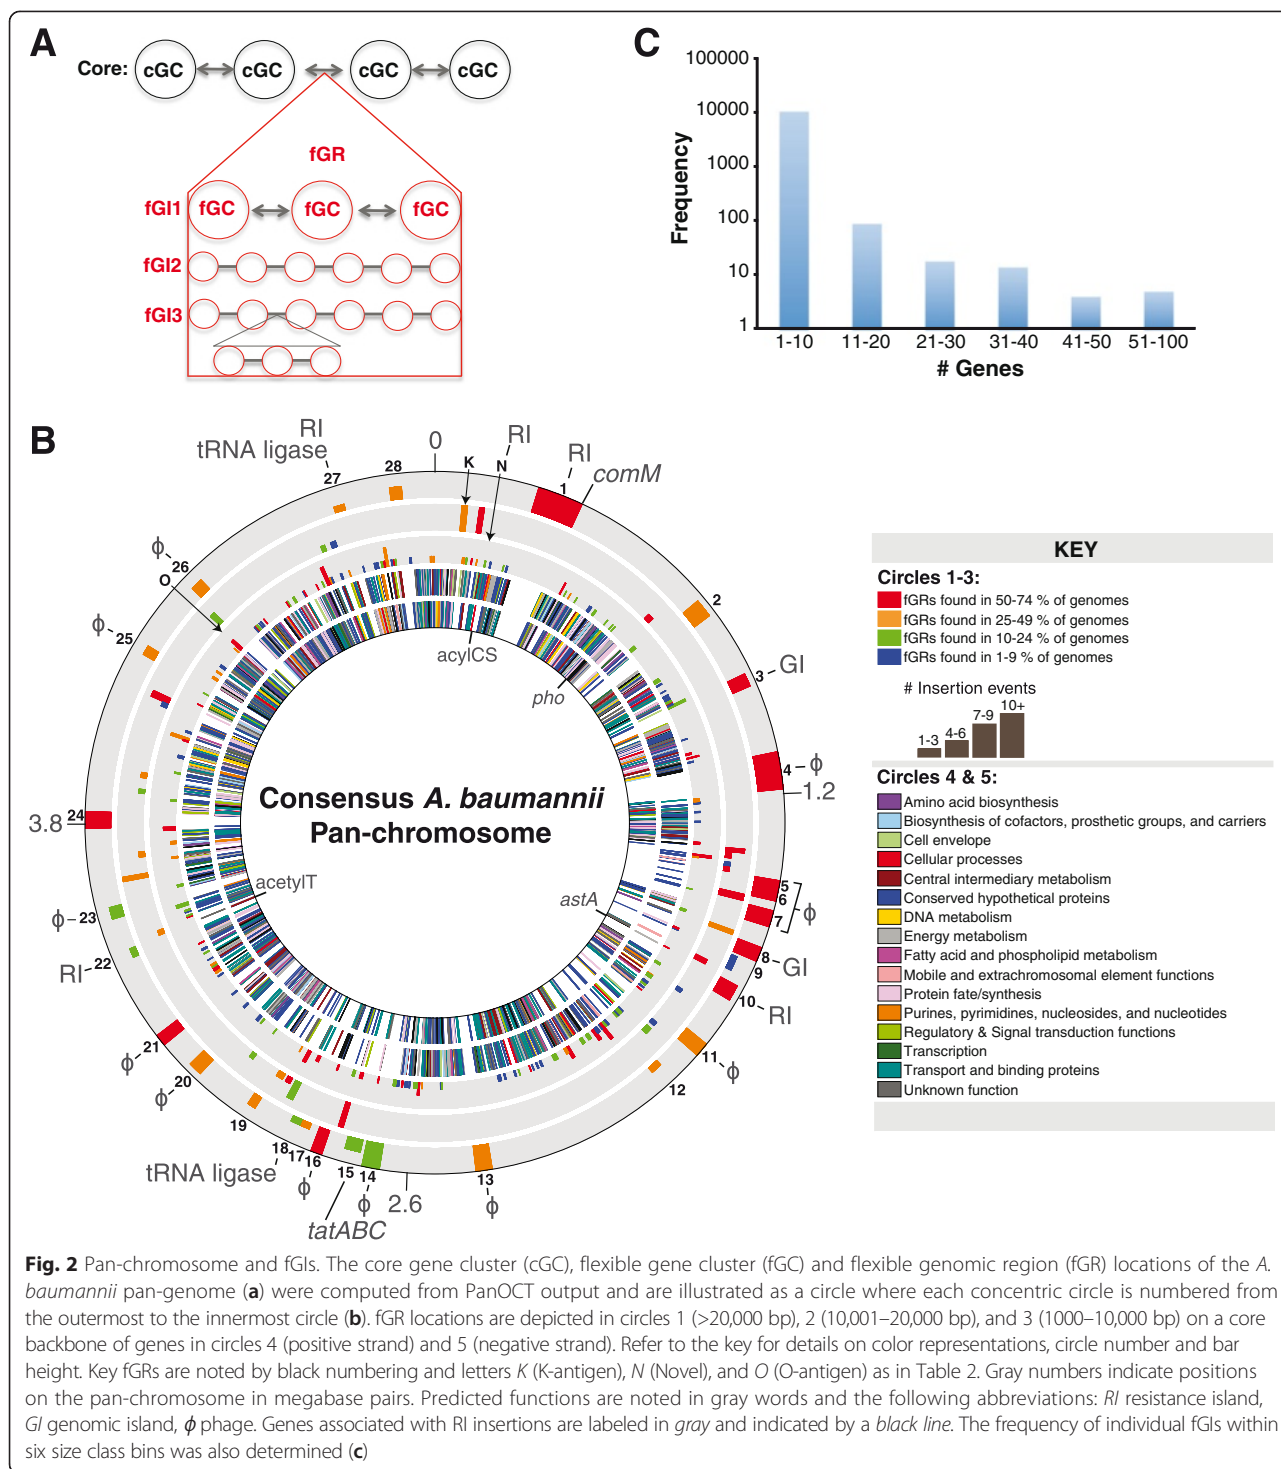 A
Core: cGC cGC cGC cGC
fGR
fGI1 fGC fGC fGC
fGI2
fGI3
C
Frequency
100000
10000
1000
100
10
1
1-10 11-20 21-30 31-40 41-50 51-100
# Genes
B
0
K
N
RI
RI
1
comM
2
3
GI
4
ϕ
1.2
5
6
7
ϕ
8
GI
9
10
RI
11
ϕ
12
13
ϕ
2.6
14
ϕ
15
tatABC
16
ϕ
17
18
tRNA ligase
19
20
ϕ
21
ϕ
22
RI
23
ϕ
24
3.8
25
ϕ
26
ϕ
O
27
RI
tRNA ligase
28
acylCS
pho
astA
acetylT
Consensus A. baumannii
Pan-chromosome
KEY
Circles 1-3:
fGRs found in 50-74 % of genomes
fGRs found in 25-49 % of genomes
fGRs found in 10-24 % of genomes
fGRs found in 1-9 % of genomes
# Insertion events
1-3 4-6 7-9 10+
Circles 4 & 5:
Amino acid biosynthesis
Biosynthesis of cofactors, prosthetic groups, and carriers
Cell envelope
Cellular processes
Central intermediary metabolism
Conserved hypothetical proteins
DNA metabolism
Energy metabolism
Fatty acid and phospholipid metabolism
Mobile and extrachromosomal element functions
Protein fate/synthesis
Purines, pyrimidines, nucleosides, and nucleotides
Regulatory & Signal transduction functions
Transcription
Transport and binding proteins
Unknown function
Fig. 2 Pan-chromosome and fGIs. The core gene cluster (cGC), flexible gene cluster (fGC) and flexible genomic region (fGR) locations of the A.
baumannii pan-genome (a) were computed from PanOCT output and are illustrated as a circle where each concentric circle is numbered from
the outermost to the innermost circle (b). fGR locations are depicted in circles 1 (>20,000 bp), 2 (10,001–20,000 bp), and 3 (1000–10,000 bp) on a core
backbone of genes in circles 4 (positive strand) and 5 (negative strand). Refer to the key for details on color representations, circle number and bar
height. Key fGRs are noted by black numbering and letters K (K-antigen), N (Novel), and O (O-antigen) as in Table 2. Gray numbers indicate positions
on the pan-chromosome in megabase pairs. Predicted functions are noted in gray words and the following abbreviations: RI resistance island,
GI genomic island, ϕ phage. Genes associated with RI insertions are labeled in gray and indicated by a black line. The frequency of individual fGIs within
six size class bins was also determined (c)